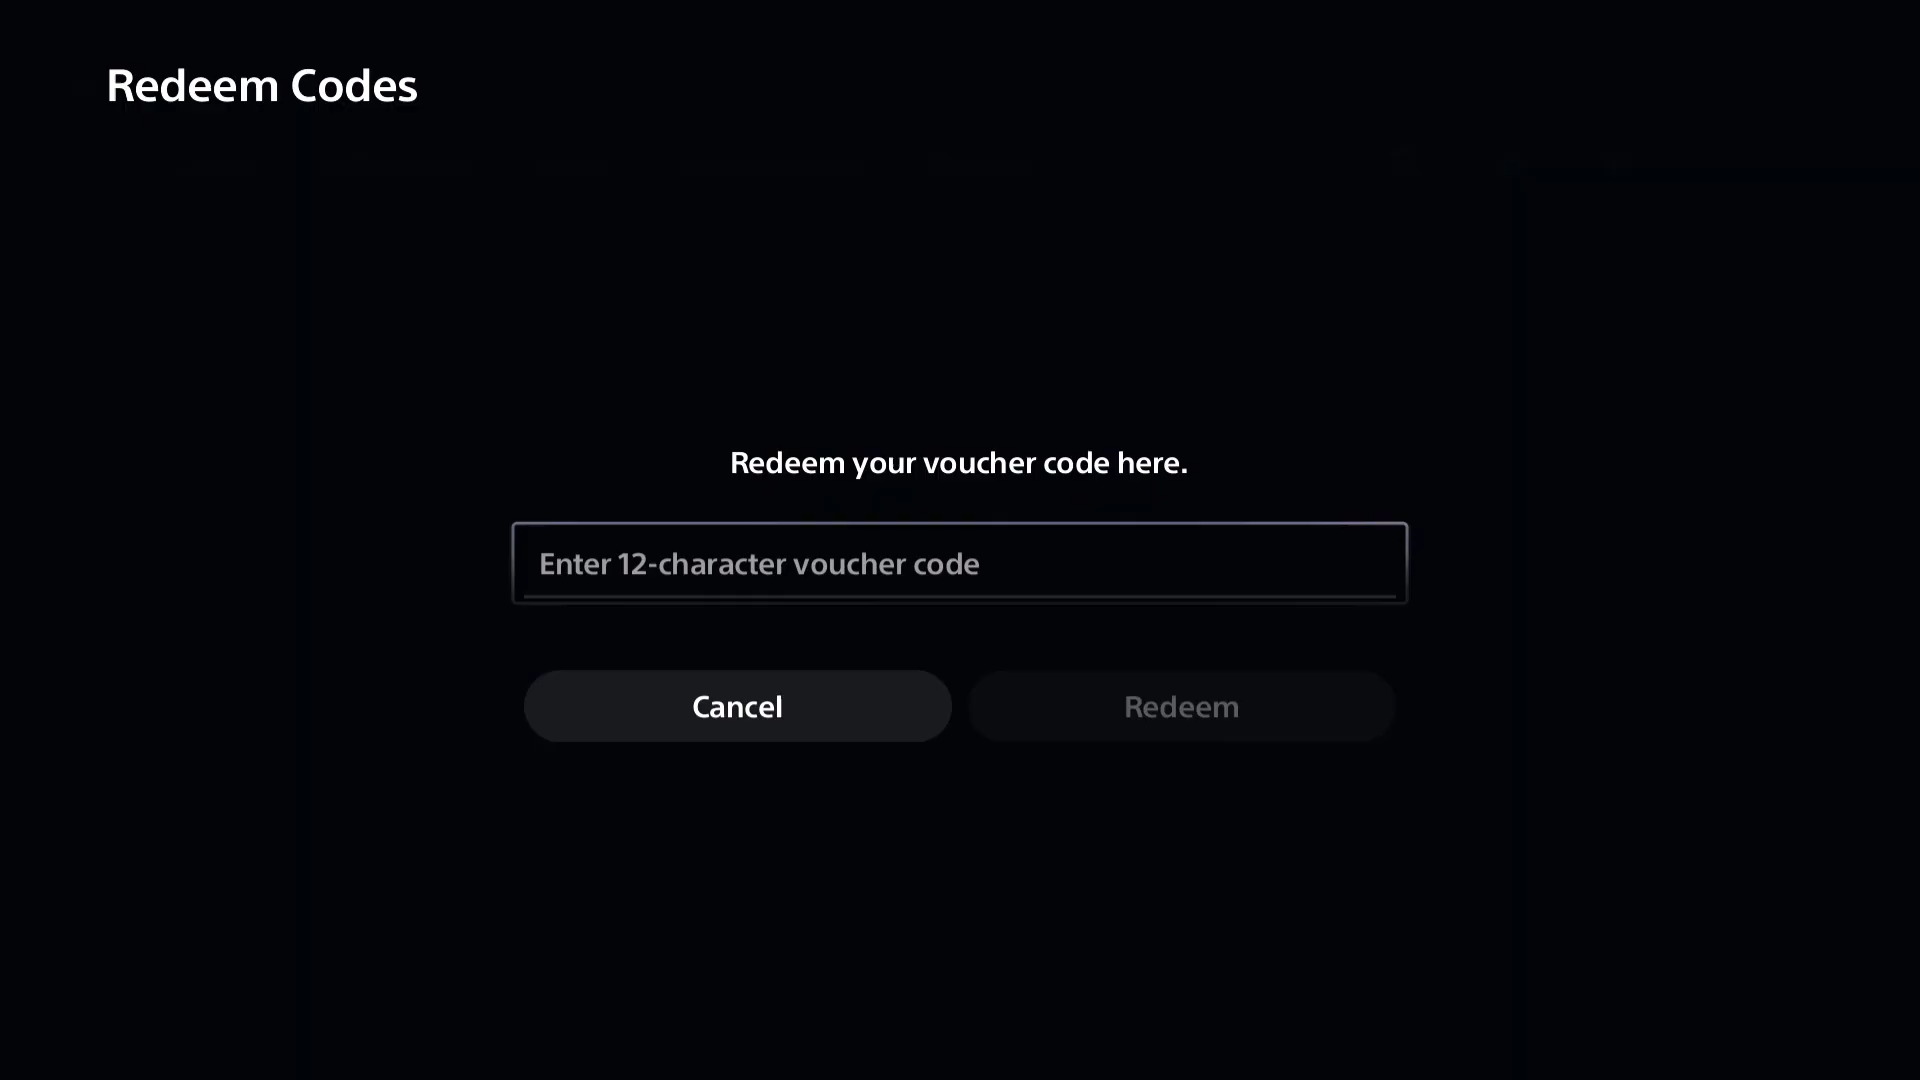 Redeem Codes
Redeem your voucher code here.
Enter 12-character voucher code
Cancel
Redeem